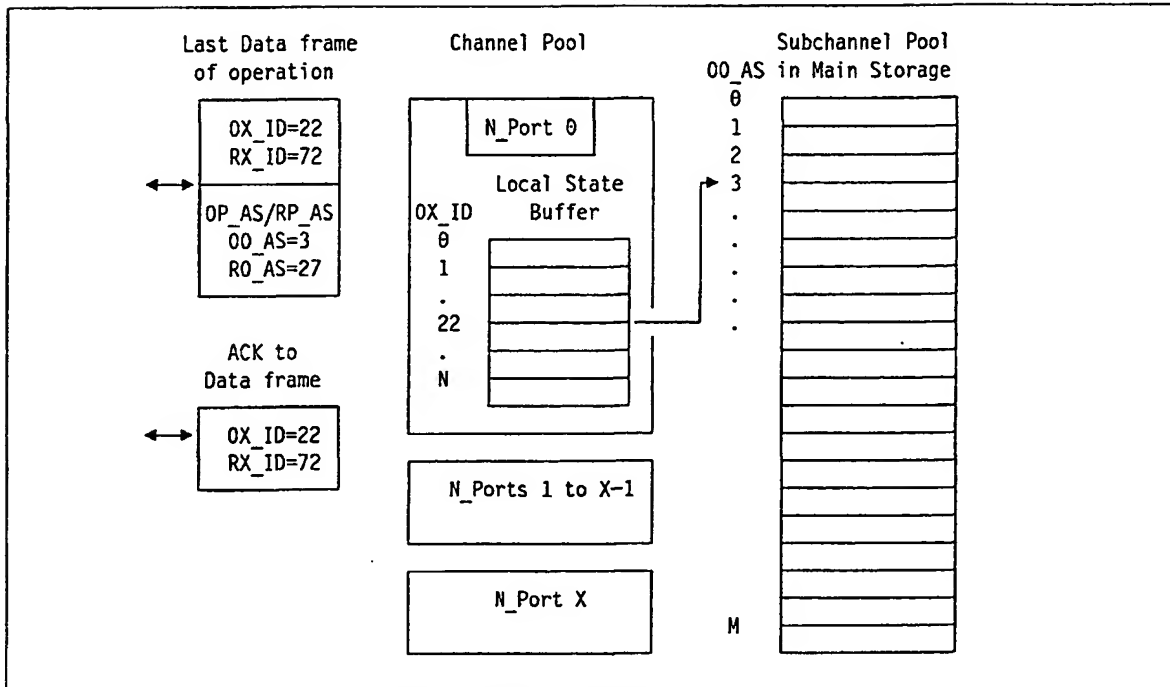 Last Data frame
of operation
OX_ID=22
RX_ID=72
OP_AS/RP_AS
OO_AS=3
RO_AS=27
ACK to
Data frame
OX_ID=22
RX_ID=72
Channel Pool
N_Port 0
Local State
OX_ID Buffer
0
1
.
22
.
N
N_Ports 1 to X-1
N_Port X
Subchannel Pool
OO_AS in Main Storage
0
1
2
3
.
.
.
.
.
M